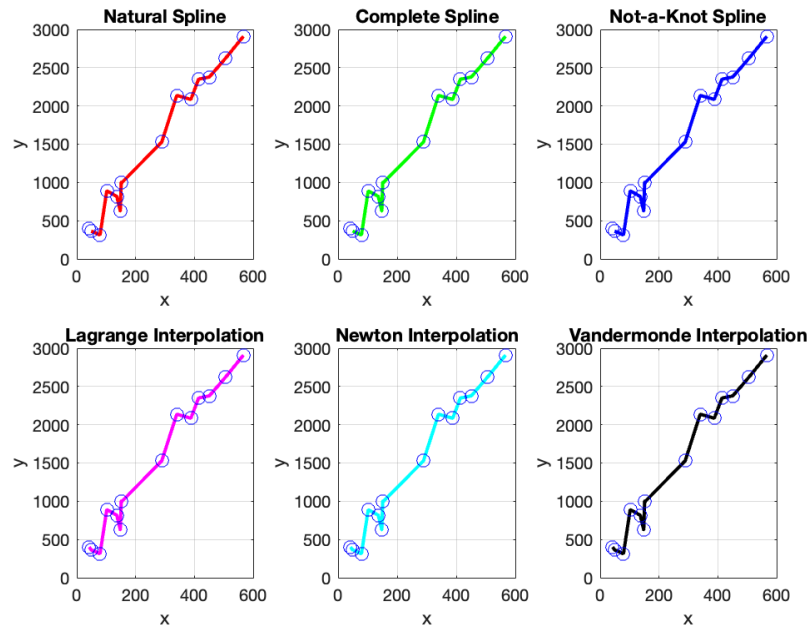 Natural Spline
3000
2500
2000
1500
1000
500
0
y
0 200 400 600
x
Complete Spline
3000
2500
2000
1500
1000
500
0
y
0 200 400 600
x
Not-a-Knot Spline
3000
2500
2000
1500
1000
500
0
y
0 200 400 600
x
Lagrange Interpolation
3000
2500
2000
1500
1000
500
0
y
0 200 400 600
x
Newton Interpolation
3000
2500
2000
1500
1000
500
0
y
0 200 400 600
x
Vandermonde Interpolation
3000
2500
2000
1500
1000
500
0
y
0 200 400 600
x